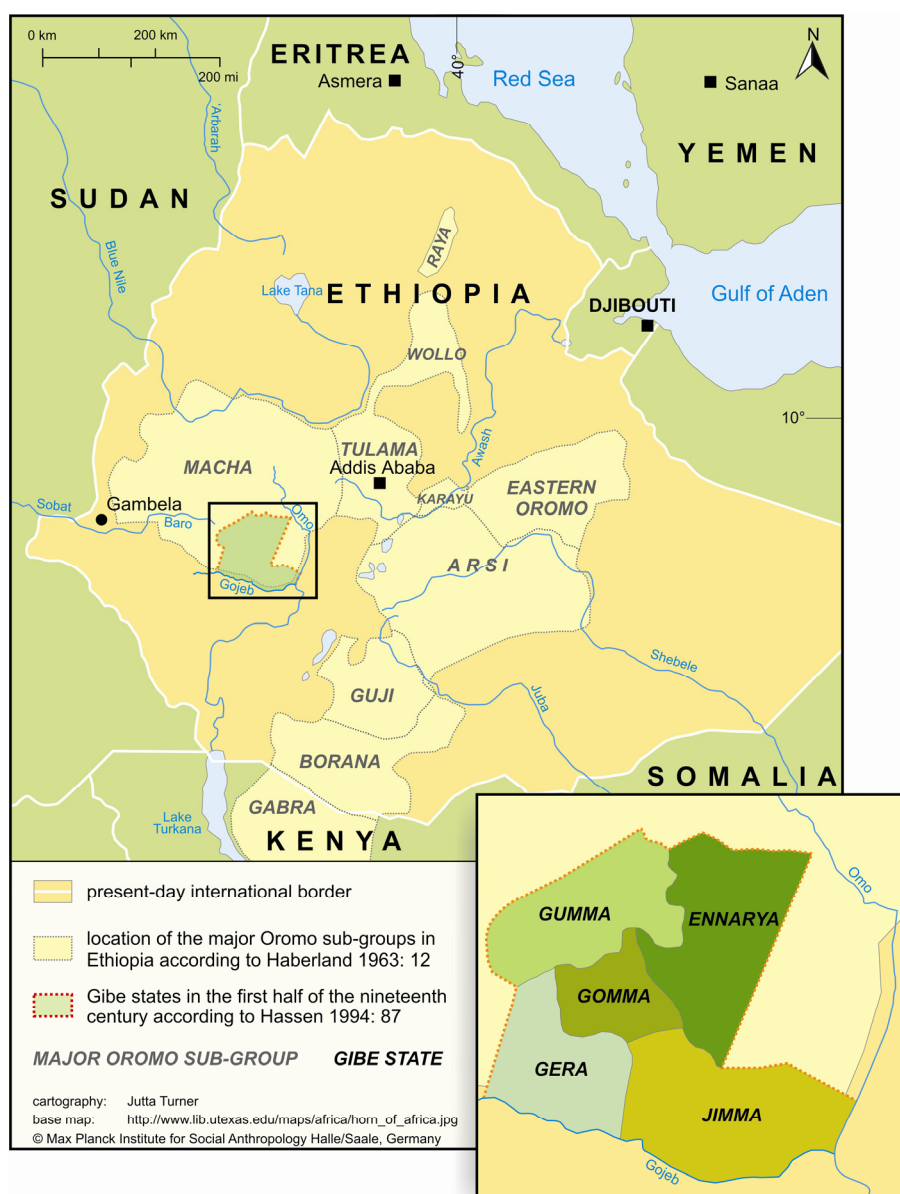 0 km 200 km
200 mi
ERITREA
Asmera
40°
Red Sea
N
Sanaa
YEMEN
'Arbarah
SUDAN
Blue Nile
RAYA
Lake Tana
ETHIOPIA
DJIBOUTI
Gulf of Aden
WOLLO
10°
Awash
TULAMA
Addis Ababa
MACHA
KARAYU
EASTERN
OROMO
Sobat
Gambela
Baro
Omo
ARSI
Gojeb
Shebele
GUJI
Juba
BORANA
SOMALIA
GABRA
Lake
Turkana
KENYA
present-day international border
location of the major Oromo sub-groups in
Ethiopia according to Haberland 1963: 12
Gibe states in the first half of the nineteenth
century according to Hassen 1994: 87
MAJOR OROMO SUB-GROUP GIBE STATE
cartography: Jutta Turner
base map: http://www.lib.utexas.edu/maps/africa/horn_of_africa.jpg
© Max Planck Institute for Social Anthropology Halle/Saale, Germany
Omo
GUMMA
ENNARYA
GOMMA
GERA
JIMMA
Gojeb